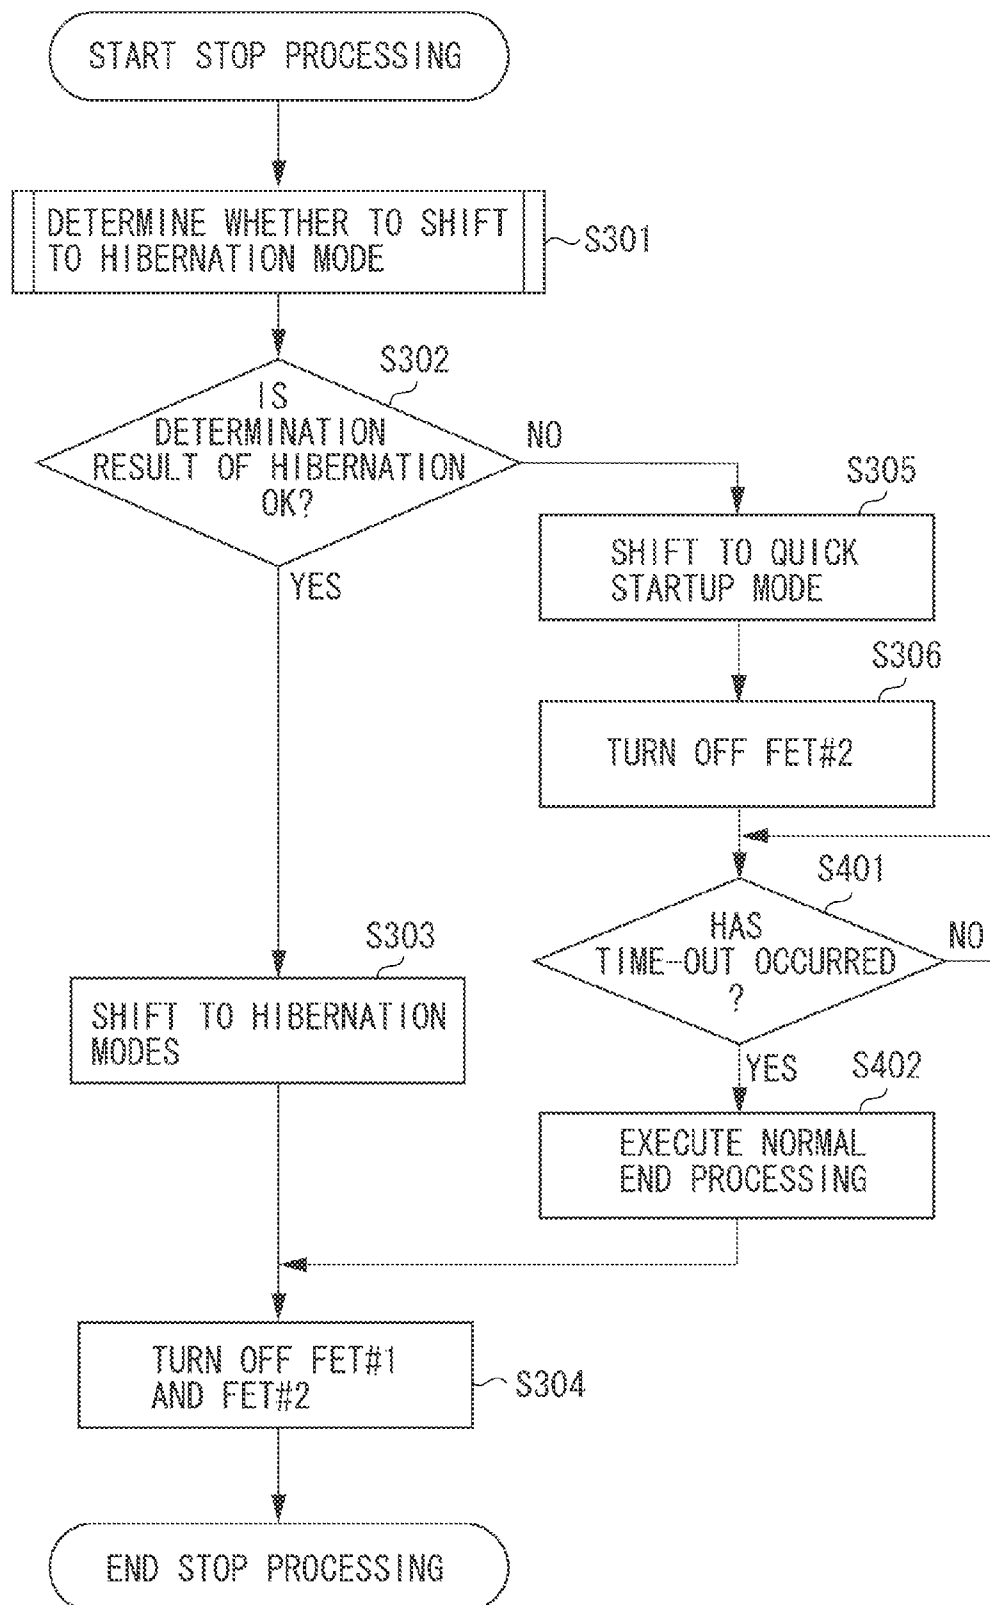 START STOP PROCESSING
DETERMINE WHETHER TO SHIFT
TO HIBERNATION MODE
S301
S302
IS
DETERMINATION
RESULT OF HIBERNATION
OK?
NO
YES
S305
SHIFT TO QUICK
STARTUP MODE
S306
TURN OFF FET#2
S401
HAS
TIME-OUT OCCURRED
?
NO
YES
S303
SHIFT TO HIBERNATION
MODES
S402
EXECUTE NORMAL
END PROCESSING
TURN OFF FET#1
AND FET#2
S304
END STOP PROCESSING